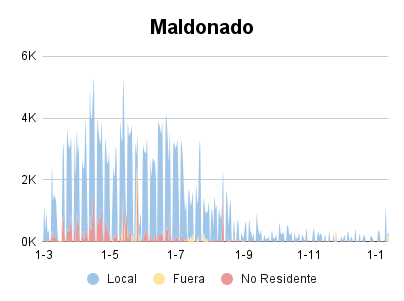 Maldonado
6K
4K
2K
0K
1-3 1-5 1-7 1-9 1-11 1-1
Local Fuera No Residente